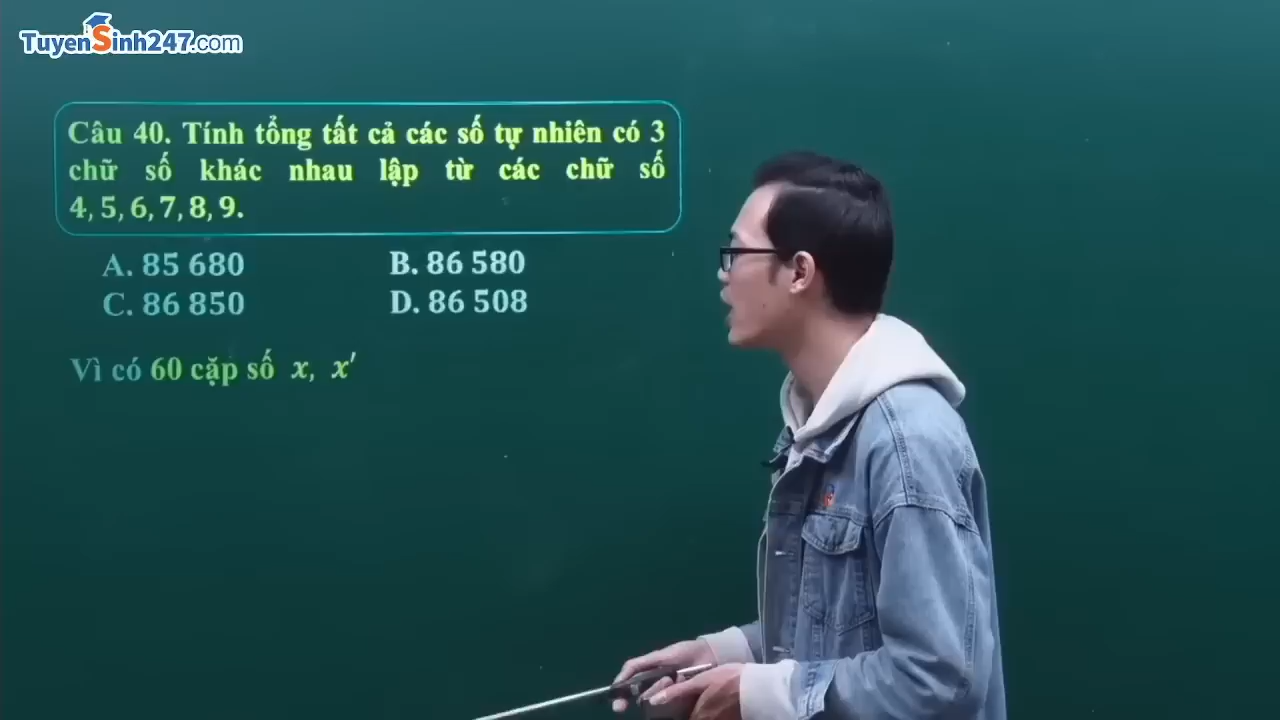 TuyenSinh247.com
Câu 40. Tính tổng tất cả các số tự nhiên có 3
chữ số khác nhau lập từ các chữ số
4, 5, 6, 7, 8, 9.
A. 85 680
B. 86 580
C. 86 850
D. 86 508
Vì có 60 cặp số x, x'